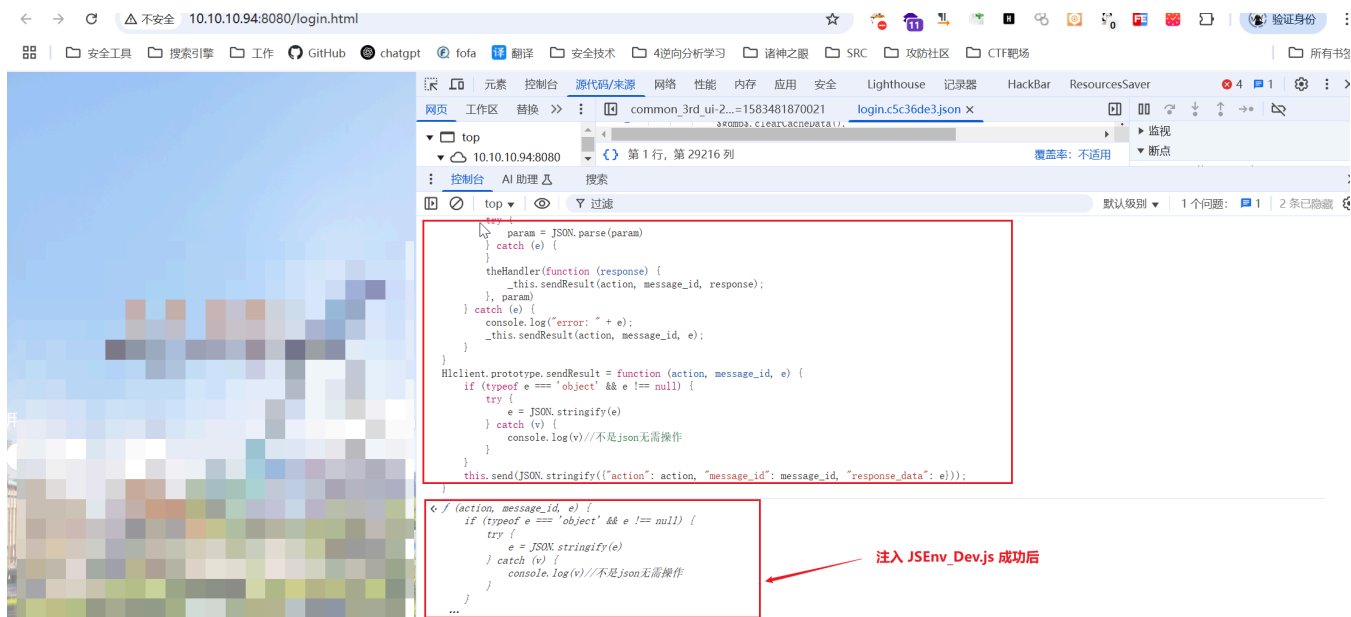 不安全 10.10.10.94:8080/login.html
11
0
验证身份
安全工具 搜索引擎 工作 GitHub chatgpt fofa 翻译 安全技术 4逆向分析学习 诸神之眼 SRC 攻防社区 CTF靶场 所有书签
元素 控制台 源代码/来源 网络 性能 内存 应用 安全 Lighthouse 记录器 HackBar ResourcesSaver 4 1
网页 工作区 替换 common_3rd_ui-2...=1583481870021 login.c5c36de3.json ×
top
$gdmds.clearCacheData();
监视
10.10.10.94:8080
{} 第 1 行，第 29216 列 覆盖率：不适用
断点
控制台 AI 助理 搜索
top 过滤 默认级别 1 个问题： 1 2 条已隐藏
try {
param = JSON.parse(param)
} catch (e) {
}
theHandler(function (response) {
_this.sendResult(action, message_id, response);
}, param)
} catch (e) {
console.log("error: " + e);
_this.sendResult(action, message_id, e);
}
}
Hlclient.prototype.sendResult = function (action, message_id, e) {
if (typeof e === 'object' && e !== null) {
try {
e = JSON.stringify(e)
} catch (v) {
console.log(v)//不是json无需操作
}
}
this.send(JSON.stringify({"action": action, "message_id": message_id, "response_data": e}));
}
ƒ (action, message_id, e) {
if (typeof e === 'object' && e !== null) {
try {
e = JSON.stringify(e)
} catch (v) {
console.log(v)//不是json无需操作
}
}
...
注入 JSEnv_Dev.js 成功后